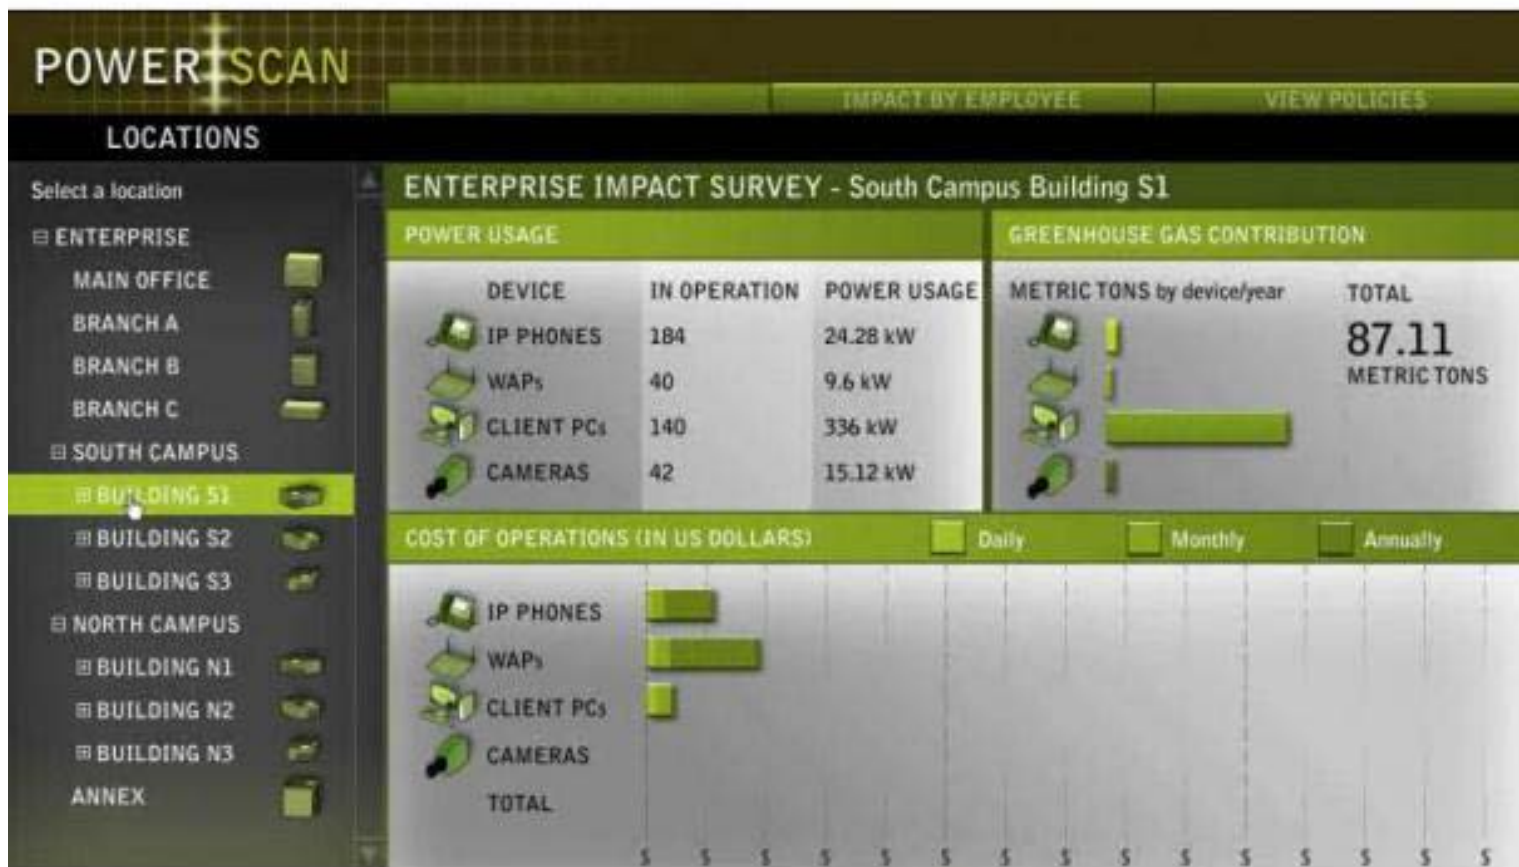 POWER SCAN
IMPACT BY EMPLOYEE
VIEW POLICIES
LOCATIONS
Select a location
ENTERPRISE
MAIN OFFICE
BRANCH A
BRANCH B
BRANCH C
SOUTH CAMPUS
BUILDING S1
BUILDING S2
BUILDING S3
NORTH CAMPUS
BUILDING N1
BUILDING N2
BUILDING N3
ANNEX
ENTERPRISE IMPACT SURVEY - South Campus Building S1
POWER USAGE
DEVICE IN OPERATION POWER USAGE
IP PHONES 184 24.28 kW
WAPs 40 9.6 kW
CLIENT PCs 140 336 kW
CAMERAS 42 15.12 kW
GREENHOUSE GAS CONTRIBUTION
METRIC TONS by device/year
TOTAL
87.11
METRIC TONS
COST OF OPERATIONS (IN US DOLLARS)
Daily
Monthly
Annually
IP PHONES
WAPs
CLIENT PCs
CAMERAS
TOTAL
$ $ $ $ $ $ $ $ $ $ $ $ $ $ $